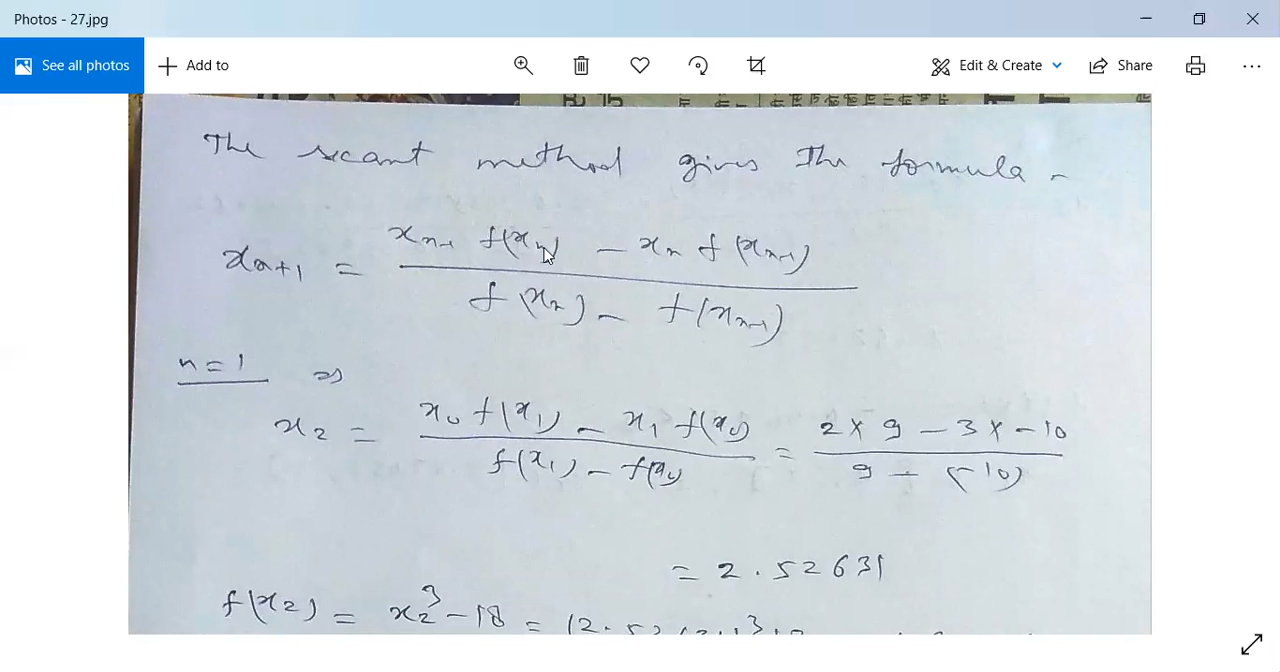 Photos - 27.jpg
See all photos
Add to
Edit & Create
Share
The secant method gives the formula -
xn+1 = xn-1 f(xn) - xn f(xn-1) / f(xn) - f(xn-1)
n=1 ⇒
x2 = x0 f(x1) - x1 f(x0) / f(x1) - f(x0) = 2 x 9 - 3 x -10 / 9 - (-10)
= 2.52631
f(x2) = x2^3 - 18 =